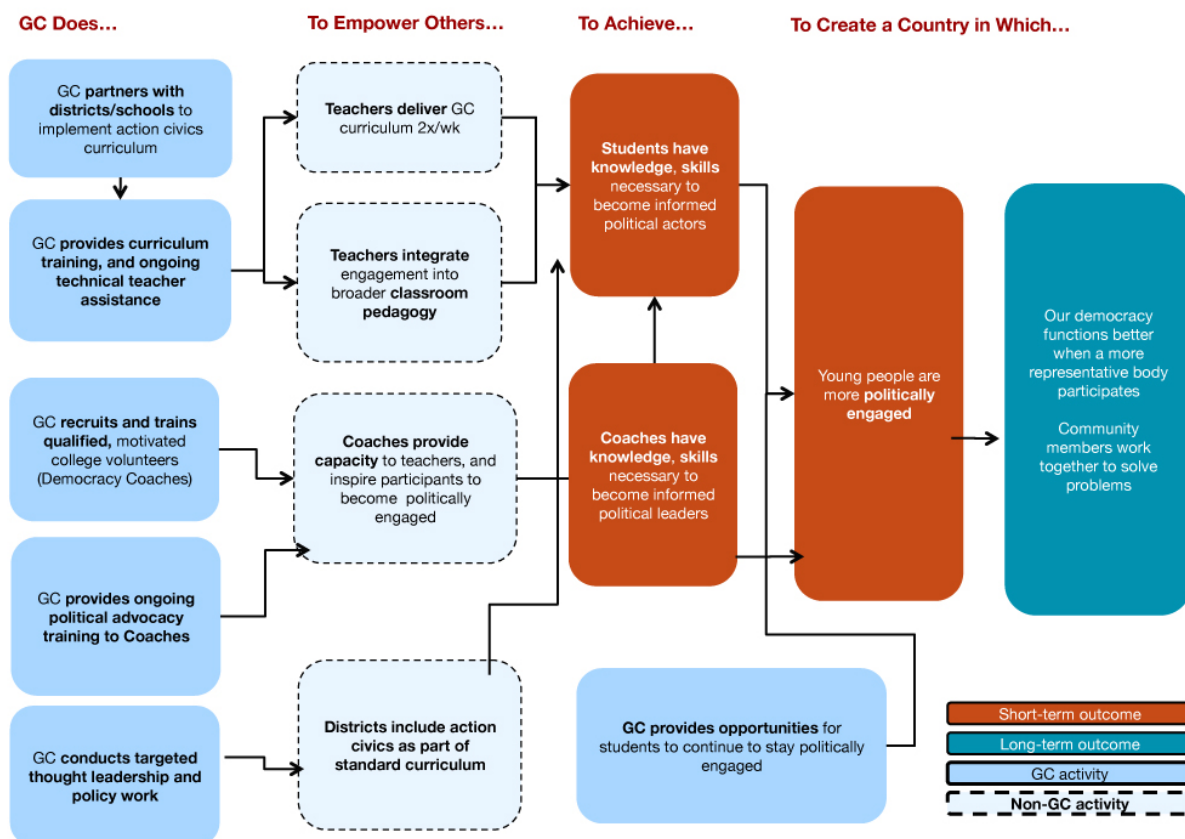 GC Does…
To Empower Others…
To Achieve…
To Create a Country in Which…
GC partners with
districts/schools to
implement action civics
curriculum
GC provides curriculum
training, and ongoing
technical teacher
assistance
GC recruits and trains
qualified, motivated
college volunteers
(Democracy Coaches)
GC provides ongoing
political advocacy
training to Coaches
GC conducts targeted
thought leadership and
policy work
Teachers deliver GC
curriculum 2x/wk
Teachers integrate
engagement into
broader classroom
pedagogy
Coaches provide
capacity to teachers, and
inspire participants to
become politically
engaged
Districts include action
civics as part of
standard curriculum
Students have
knowledge, skills
necessary to
become informed
political actors
Coaches have
knowledge, skills
necessary to
become informed
political leaders
GC provides opportunities for
students to continue to stay politically
engaged
Young people are
more politically
engaged
Our democracy
functions better
when a more
representative body
participates
Community
members work
together to solve
problems
Short-term outcome
Long-term outcome
GC activity
Non-GC activity